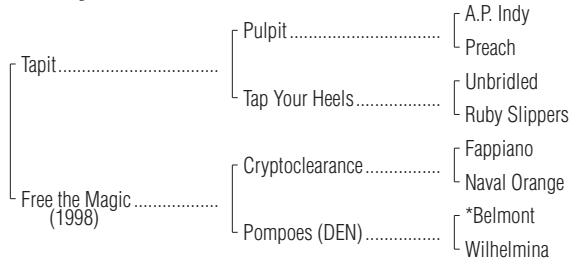 A.P. Indy
Pulpit
Preach
Tapit
Unbridled
Tap Your Heels
Ruby Slippers
Fappiano
Cryptoclearance
Naval Orange
Free the Magic
(1998)
*Belmont
Pompoes (DEN)
Wilhelmina